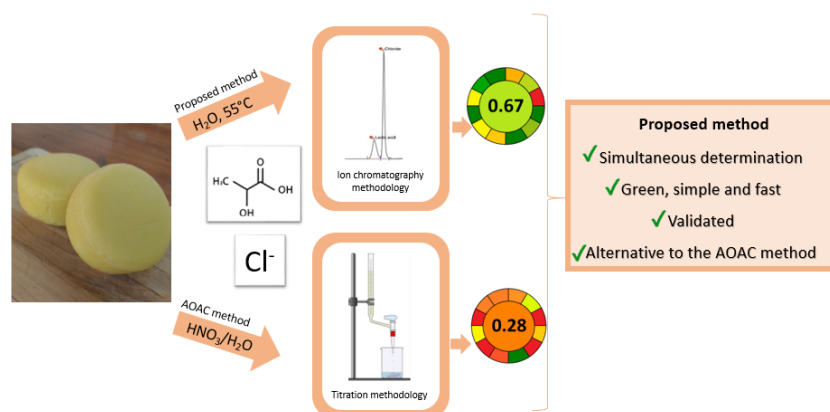 Proposed method
H₂O, 55°C
H₃C
O
OH
OH
Cl⁻
AOAC method
HNO₃/H₂O
Chloride
Lactic acid
Ion chromatography
methodology
0.67
Titration methodology
0.28
Proposed method
✓Simultaneous determination
✓Green, simple and fast
✓Validated
✓Alternative to the AOAC method